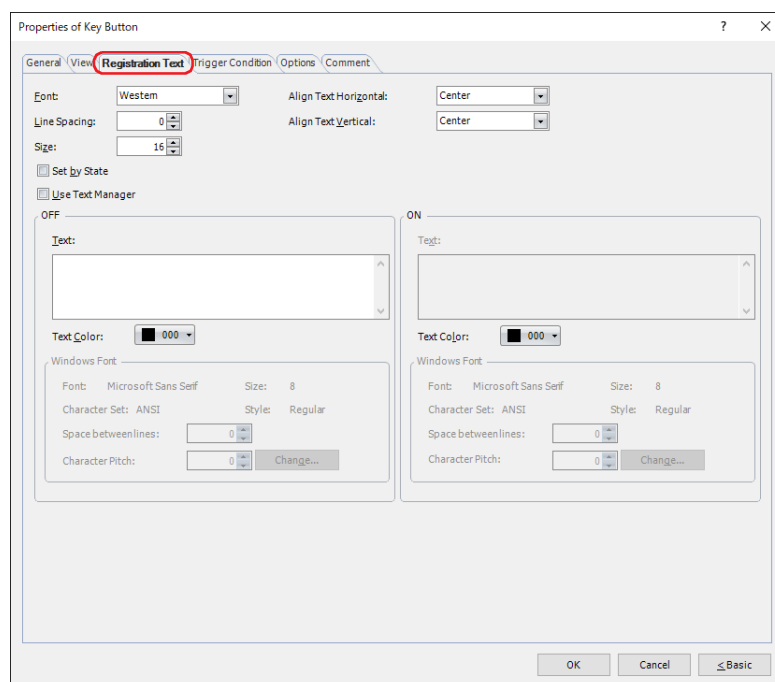 Properties of Key Button ? ×
General View Registration Text Trigger Condition Options Comment
Font: Western Align Text Horizontal: Center
Line Spacing: 0 Align Text Vertical: Center
Size: 16
Set by State
Use Text Manager
OFF ON
Text: Text:
Text Color: 000 Text Color: 000
Windows Font Windows Font
Font: Microsoft Sans Serif Size: 8 Font: Microsoft Sans Serif Size: 8
Character Set: ANSI Style: Regular Character Set: ANSI Style: Regular
Space between lines: 0 Space between lines: 0
Character Pitch: 0 Change... Character Pitch: 0 Change...
OK Cancel < Basic